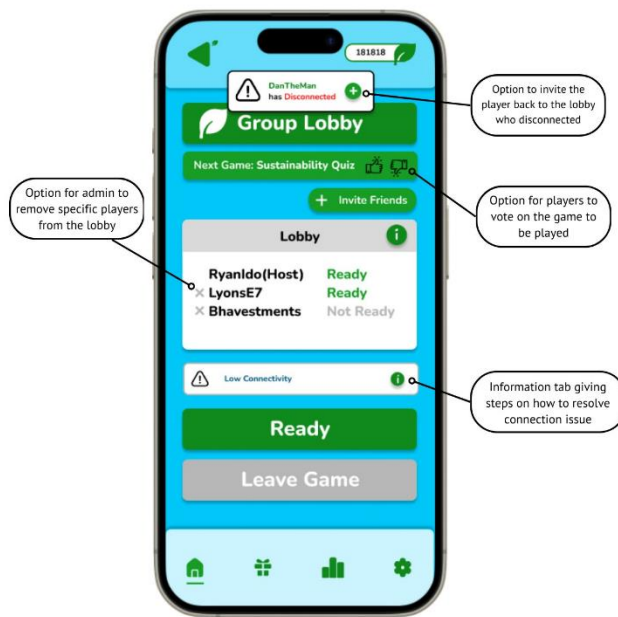 181818
DanTheMan
has Disconnected
Group Lobby
Next Game: Sustainability Quiz
+ Invite Friends
Lobby
RyanIdo(Host) Ready
LyonsE7 Ready
Bhavestments Not Ready
Low Connectivity
Ready
Leave Game
Option to invite the
player back to the lobby
who disconnected
Option for admin to
remove specific players
from the lobby
Option for players to
vote on the game to
be played
Information tab giving
steps on how to resolve
connection issue